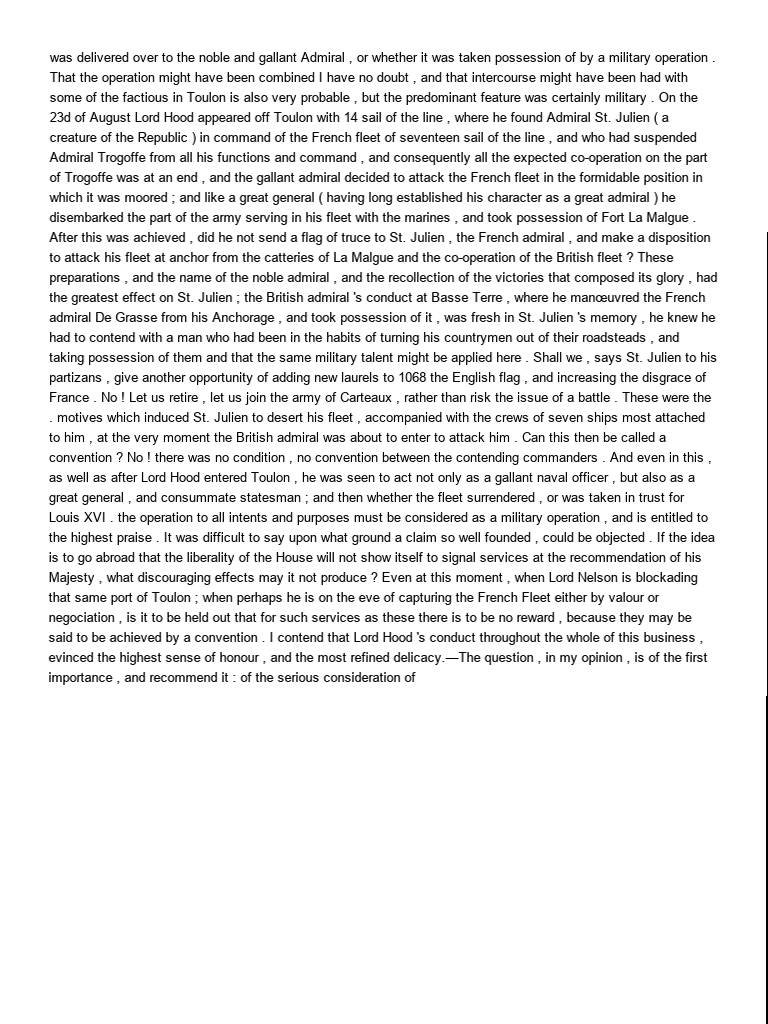 was delivered over to the noble and gallant Admiral , or whether it was taken possession of by a military operation .
That the operation might have been combined I have no doubt , and that intercourse might have been had with
some of the factious in Toulon is also very probable , but the predominant feature was certainly military . On the
23d of August Lord Hood appeared off Toulon with 14 sail of the line , where he found Admiral St. Julien ( a
creature of the Republic ) in command of the French fleet of seventeen sail of the line , and who had suspended
Admiral Trogoffe from all his functions and command , and consequently all the expected co-operation on the part
of Trogoffe was at an end , and the gallant admiral decided to attack the French fleet in the formidable position in
which it was moored ; and like a great general ( having long established his character as a great admiral ) he
disembarked the part of the army serving in his fleet with the marines , and took possession of Fort La Malgue .
After this was achieved , did he not send a flag of truce to St. Julien , the French admiral , and make a disposition
to attack his fleet at anchor from the catteries of La Malgue and the co-operation of the British fleet ? These
preparations , and the name of the noble admiral , and the recollection of the victories that composed its glory , had
the greatest effect on St. Julien ; the British admiral 's conduct at Basse Terre , where he manœuvred the French
admiral De Grasse from his Anchorage , and took possession of it , was fresh in St. Julien 's memory , he knew he
had to contend with a man who had been in the habits of turning his countrymen out of their roadsteads , and
taking possession of them and that the same military talent might be applied here . Shall we , says St. Julien to his
partizans , give another opportunity of adding new laurels to 1068 the English flag , and increasing the disgrace of
France . No ! Let us retire , let us join the army of Carteaux , rather than risk the issue of a battle . These were the
. motives which induced St. Julien to desert his fleet , accompanied with the crews of seven ships most attached
to him , at the very moment the British admiral was about to enter to attack him . Can this then be called a
convention ? No ! there was no condition , no convention between the contending commanders . And even in this ,
as well as after Lord Hood entered Toulon , he was seen to act not only as a gallant naval officer , but also as a
great general , and consummate statesman ; and then whether the fleet surrendered , or was taken in trust for
Louis XVI . the operation to all intents and purposes must be considered as a military operation , and is entitled to
the highest praise . It was difficult to say upon what ground a claim so well founded , could be objected . If the idea
is to go abroad that the liberality of the House will not show itself to signal services at the recommendation of his
Majesty , what discouraging effects may it not produce ? Even at this moment , when Lord Nelson is blockading
that same port of Toulon ; when perhaps he is on the eve of capturing the French Fleet either by valour or
negociation , is it to be held out that for such services as these there is to be no reward , because they may be
said to be achieved by a convention . I contend that Lord Hood 's conduct throughout the whole of this business ,
evinced the highest sense of honour , and the most refined delicacy.—The question , in my opinion , is of the first
importance , and recommend it : of the serious consideration of